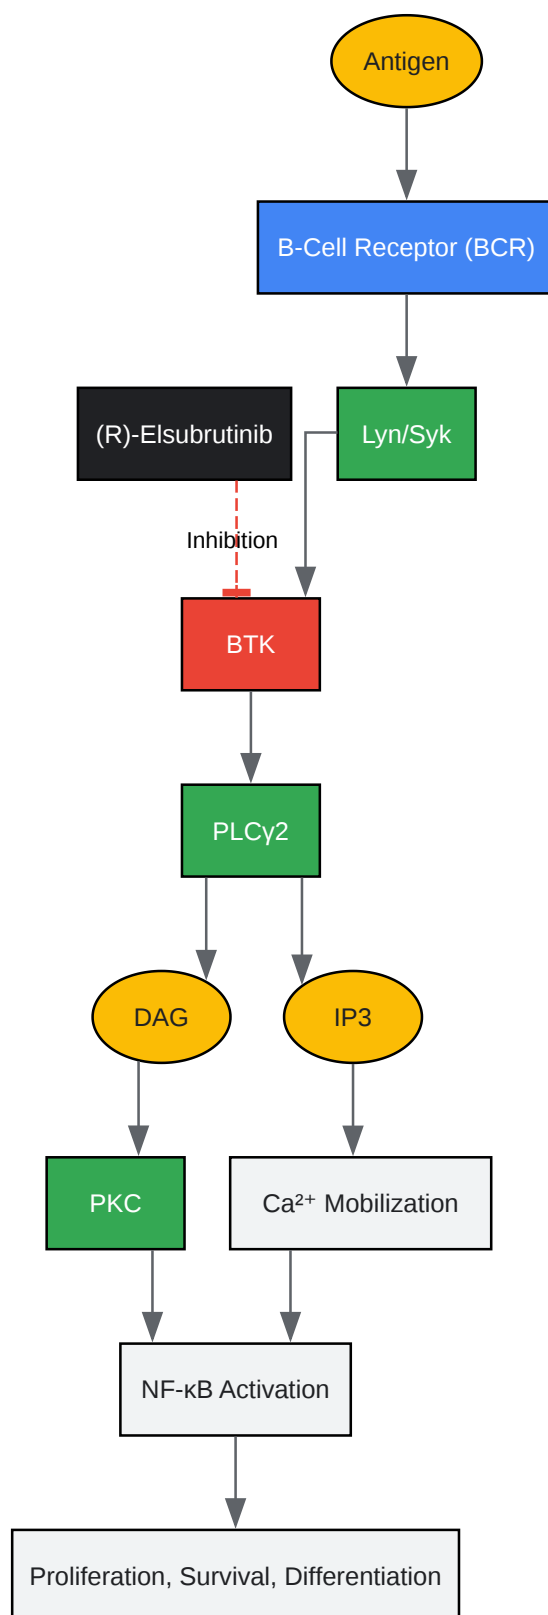 Antigen
B-Cell Receptor (BCR)
(R)-Elsubrutinib
Lyn/Syk
Inhibition
BTK
PLCγ2
DAG
IP3
PKC
Ca²⁺ Mobilization
NF-κB Activation
Proliferation, Survival, Differentiation